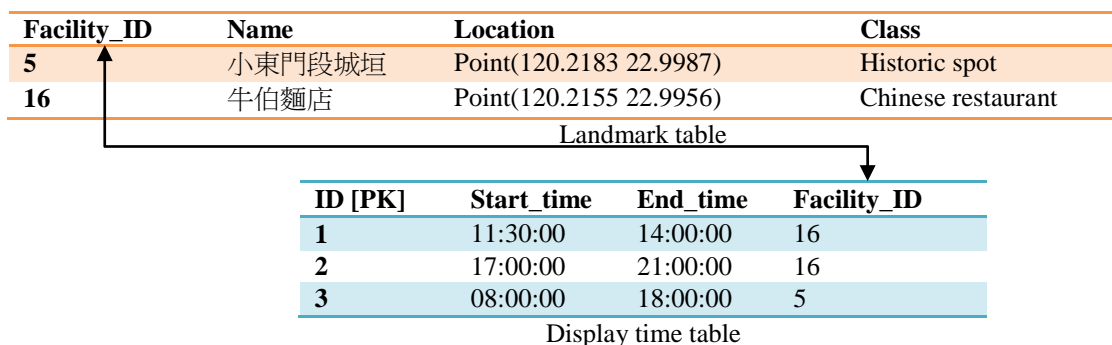 Facility_ID Name Location Class
5 小東門段城垣 Point(120.2183 22.9987) Historic spot
16 牛伯麵店 Point(120.2155 22.9956) Chinese restaurant
Landmark table
ID [PK] Start_time End_time Facility_ID
1 11:30:00 14:00:00 16
2 17:00:00 21:00:00 16
3 08:00:00 18:00:00 5
Display time table